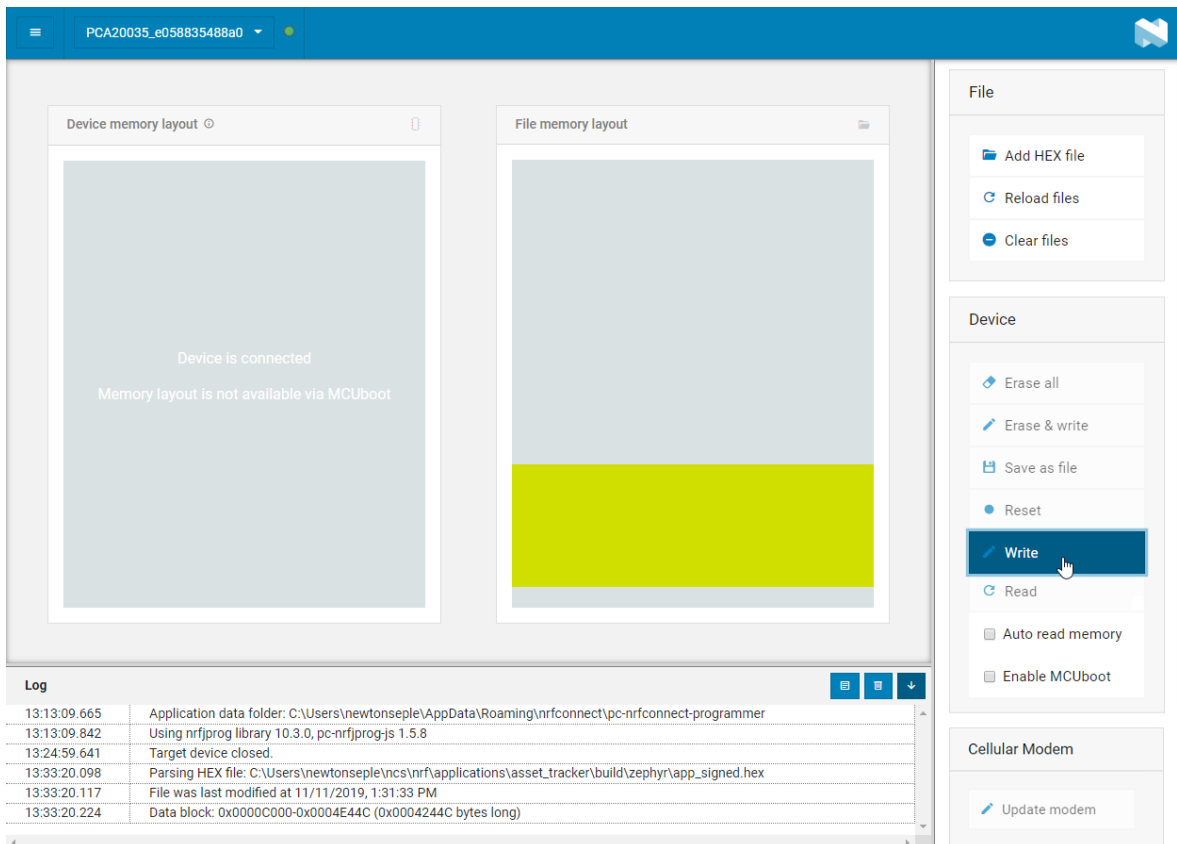 PCA20035_e058835488a0
Device memory layout
File memory layout
Device is connected
Memory layout is not available via MCUboot
File
Add HEX file
Reload files
Clear files
Device
Erase all
Erase & write
Save as file
Reset
Write
Read
Auto read memory
Enable MCUboot
Cellular Modem
Update modem
Log
13:13:09.665 Application data folder: C:\Users\newtonseple\AppData\Roaming\nrfconnect\pc-nrfconnect-programmer
13:13:09.842 Using nrfjprog library 10.3.0, pc-nrfjprog-js 1.5.8
13:24:59.641 Target device closed.
13:33:20.098 Parsing HEX file: C:\Users\newtonseple\ncs\nrf\applications\asset_tracker\build\zephyr\app_signed.hex
13:33:20.117 File was last modified at 11/11/2019, 1:31:33 PM
13:33:20.224 Data block: 0x0000C000-0x0004E44C (0x0004244C bytes long)